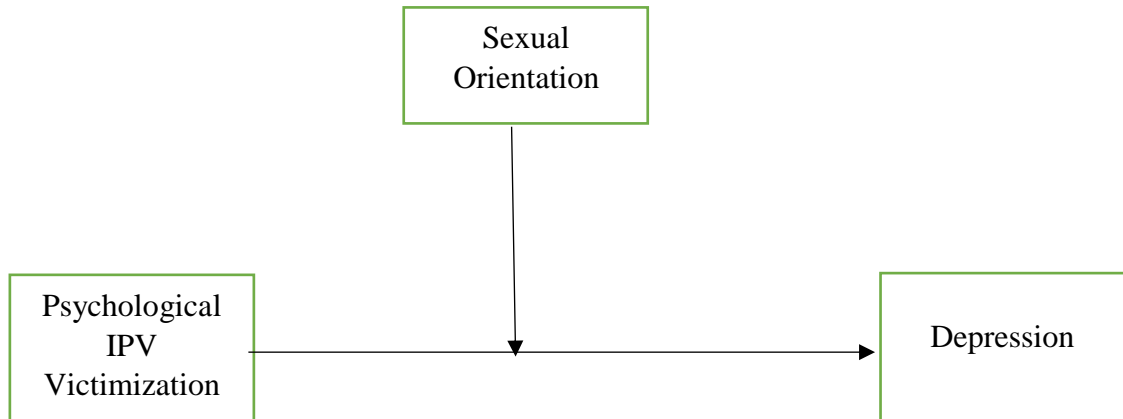 Sexual
Orientation
Psychological
IPV
Victimization
Depression